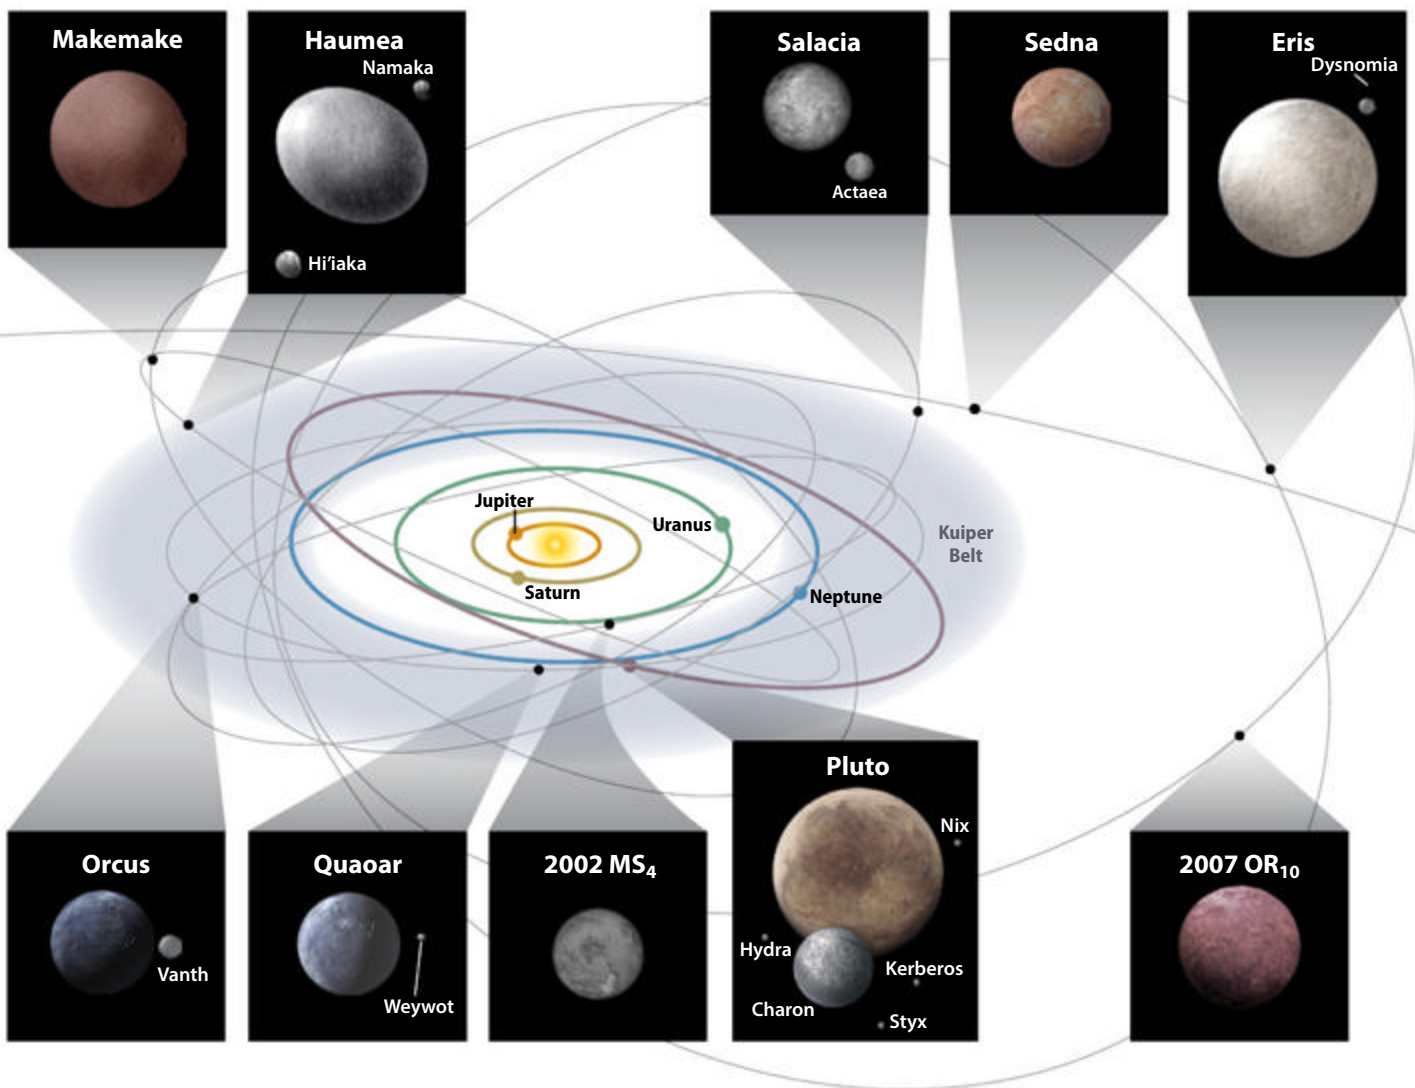 Makemake
Haumea
Namaka
Hi'iaka
Salacia
Actaea
Sedna
Eris
Dysnomia
Jupiter
Saturn
Uranus
Neptune
Kuiper
Belt
Orcus
Vanth
Quaoar
Weywot
2002 MS₄
Pluto
Nix
Hydra
Kerberos
Charon
Styx
2007 OR₁₀